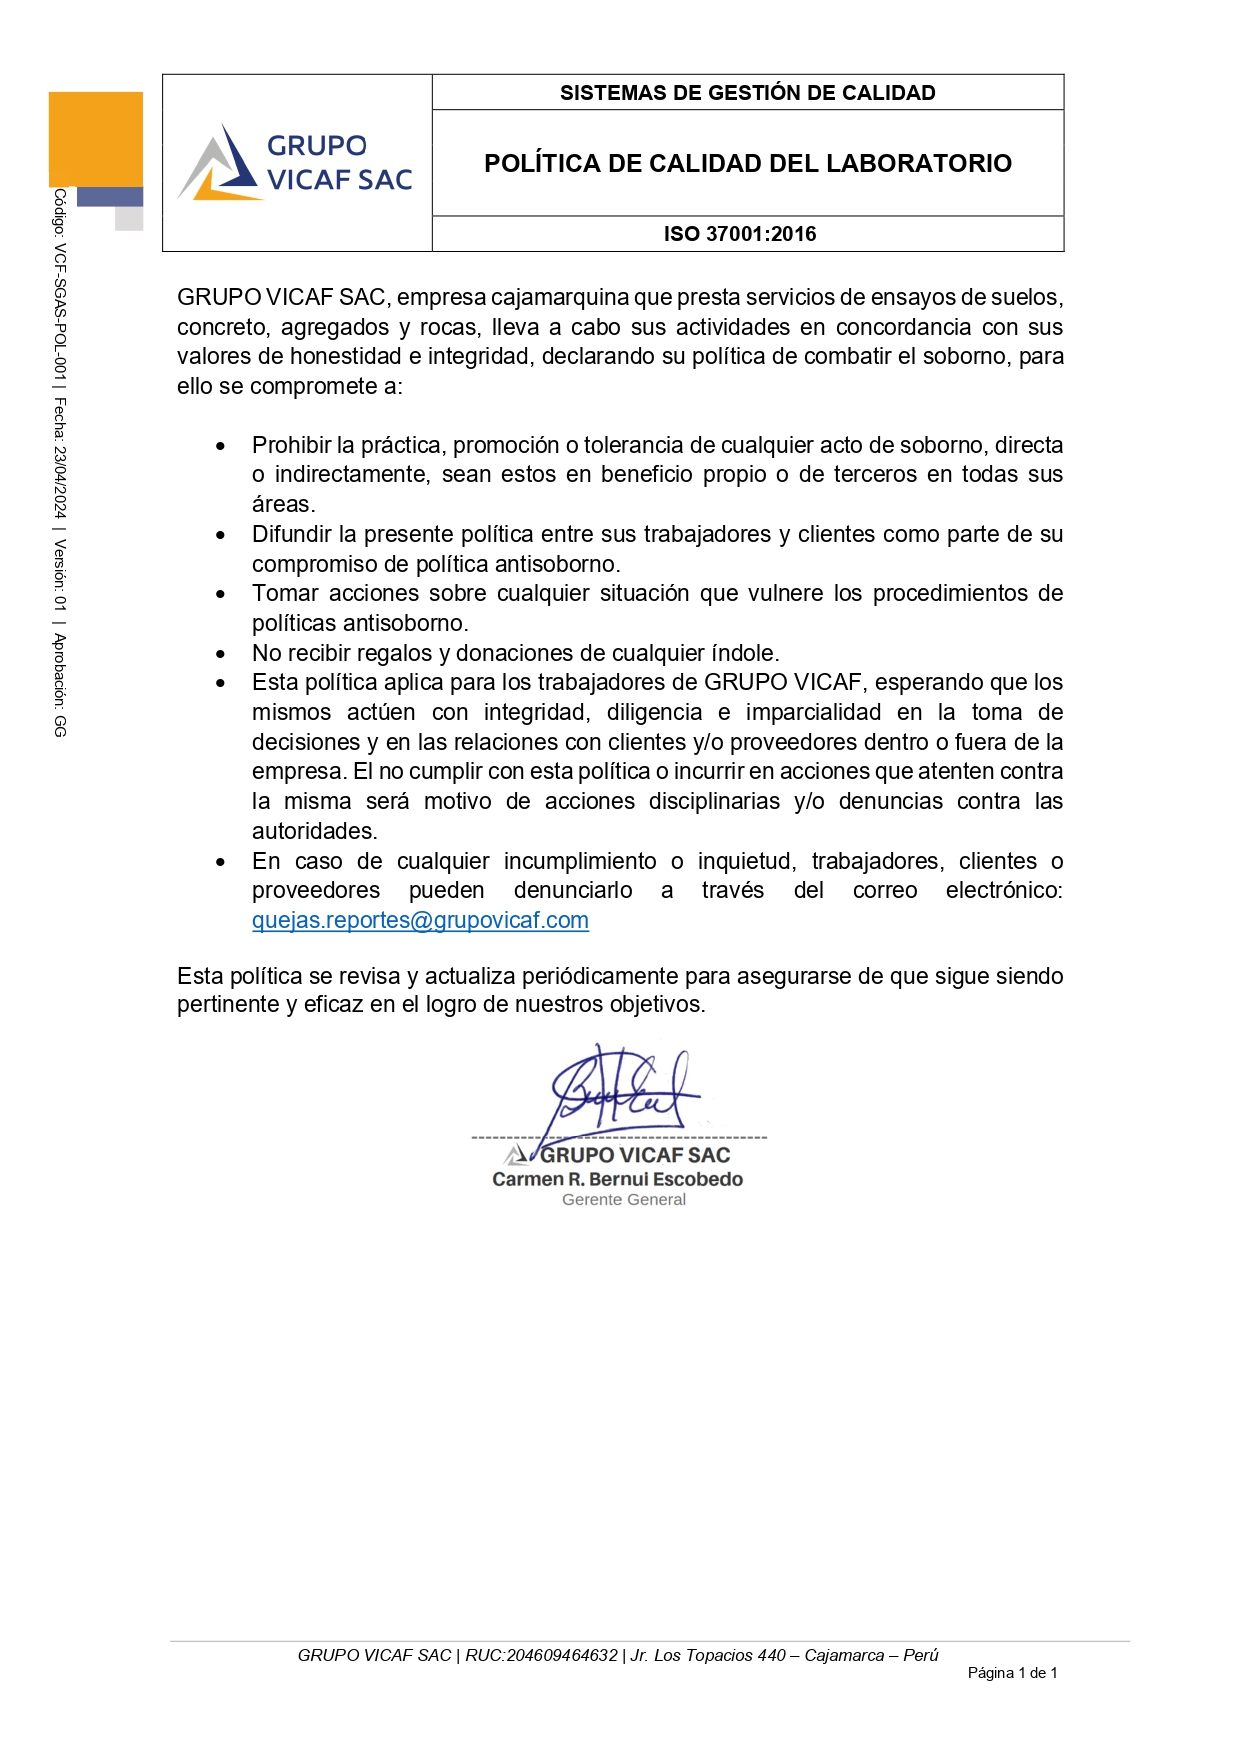 SISTEMAS DE GESTIÓN DE CALIDAD
GRUPO
VICAF SAC
POLÍTICA DE CALIDAD DEL LABORATORIO
ISO 37001:2016
Código: VCF-SGAS-POL-001 | Fecha: 23/04/2024 | Versión: 01 | Aprobación: GG
GRUPO VICAF SAC, empresa cajamarquina que presta servicios de ensayos de suelos,
concreto, agregados y rocas, lleva a cabo sus actividades en concordancia con sus
valores de honestidad e integridad, declarando su política de combatir el soborno, para
ello se compromete a:
• Prohibir la práctica, promoción o tolerancia de cualquier acto de soborno, directa
o indirectamente, sean estos en beneficio propio o de terceros en todas sus
áreas.
• Difundir la presente política entre sus trabajadores y clientes como parte de su
compromiso de política antisoborno.
• Tomar acciones sobre cualquier situación que vulnere los procedimientos de
políticas antisoborno.
• No recibir regalos y donaciones de cualquier índole.
• Esta política aplica para los trabajadores de GRUPO VICAF, esperando que los
mismos actúen con integridad, diligencia e imparcialidad en la toma de
decisiones y en las relaciones con clientes y/o proveedores dentro o fuera de la
empresa. El no cumplir con esta política o incurrir en acciones que atenten contra
la misma será motivo de acciones disciplinarias y/o denuncias contra las
autoridades.
• En caso de cualquier incumplimiento o inquietud, trabajadores, clientes o
proveedores pueden denunciarlo a través del correo electrónico:
quejas.reportes@grupovicaf.com
Esta política se revisa y actualiza periódicamente para asegurarse de que sigue siendo
pertinente y eficaz en el logro de nuestros objetivos.
GRUPO VICAF SAC
Carmen R. Bernui Escobedo
Gerente General
GRUPO VICAF SAC | RUC:204609464632 | Jr. Los Topacios 440 – Cajamarca – Perú
Página 1 de 1